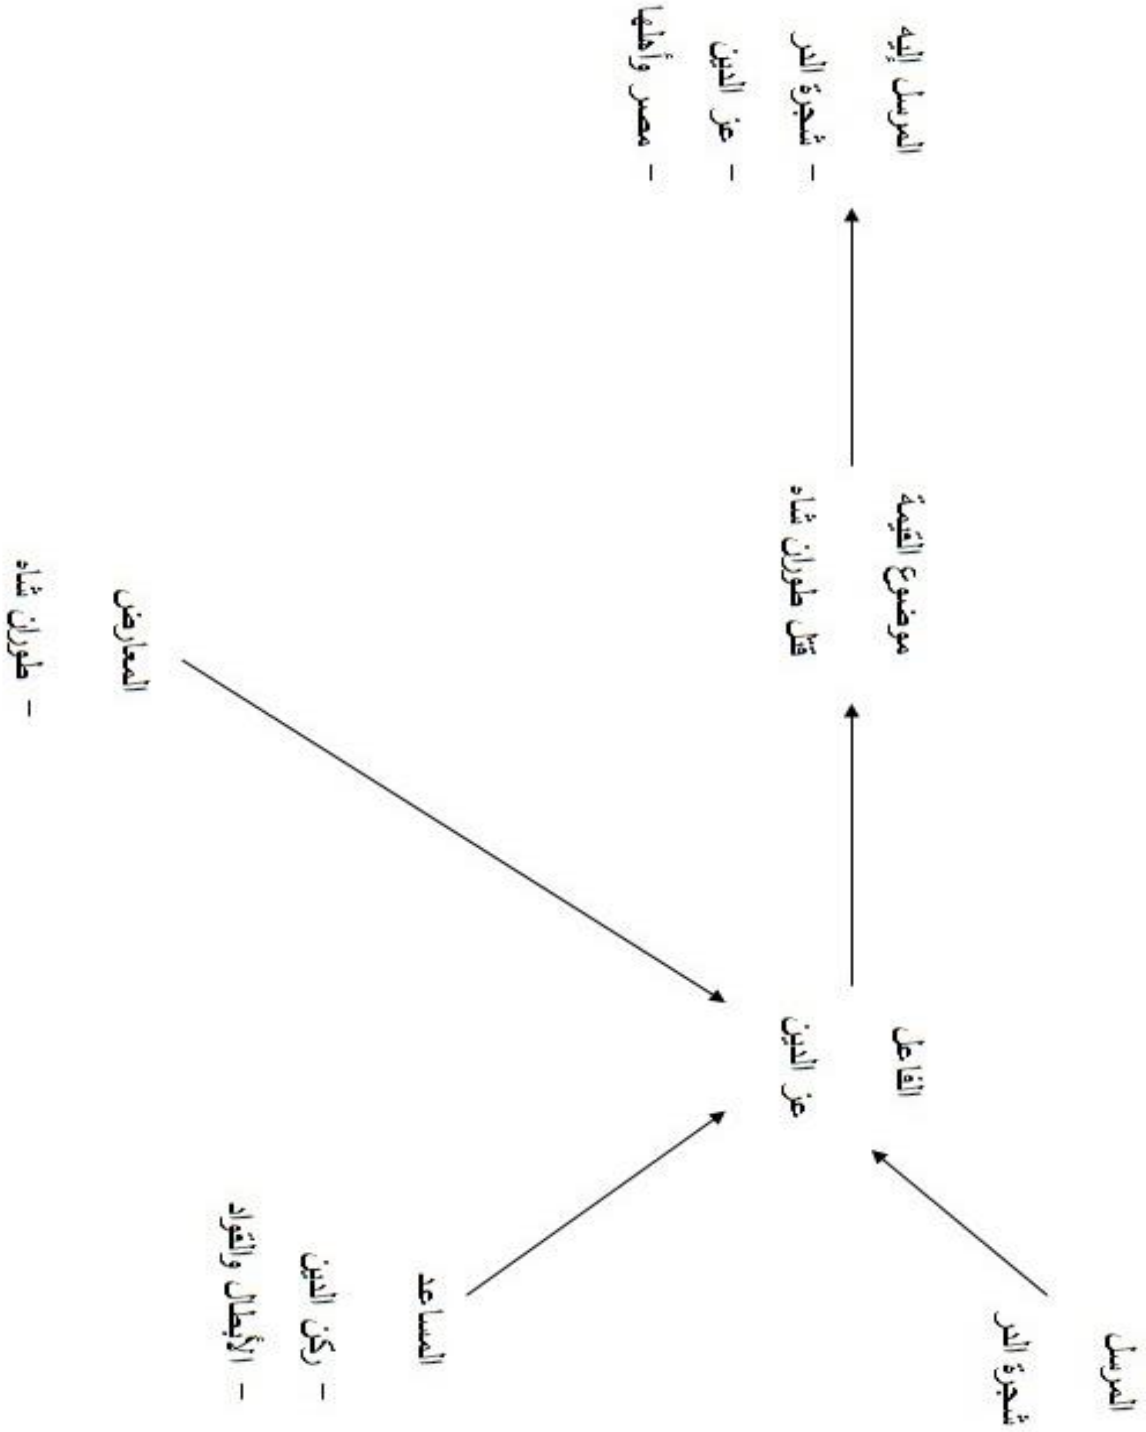 المرسل
شجرة الدر
الفاعل
عز الدين
موضوع القيمة
قتل طوران شاه
المرسل إليه
- شجرة الدر
- عز الدين
- مصر وأهلها
المساعد
- ركن الدين
- الأبطال والقواد
المعارض
- طوران شاه